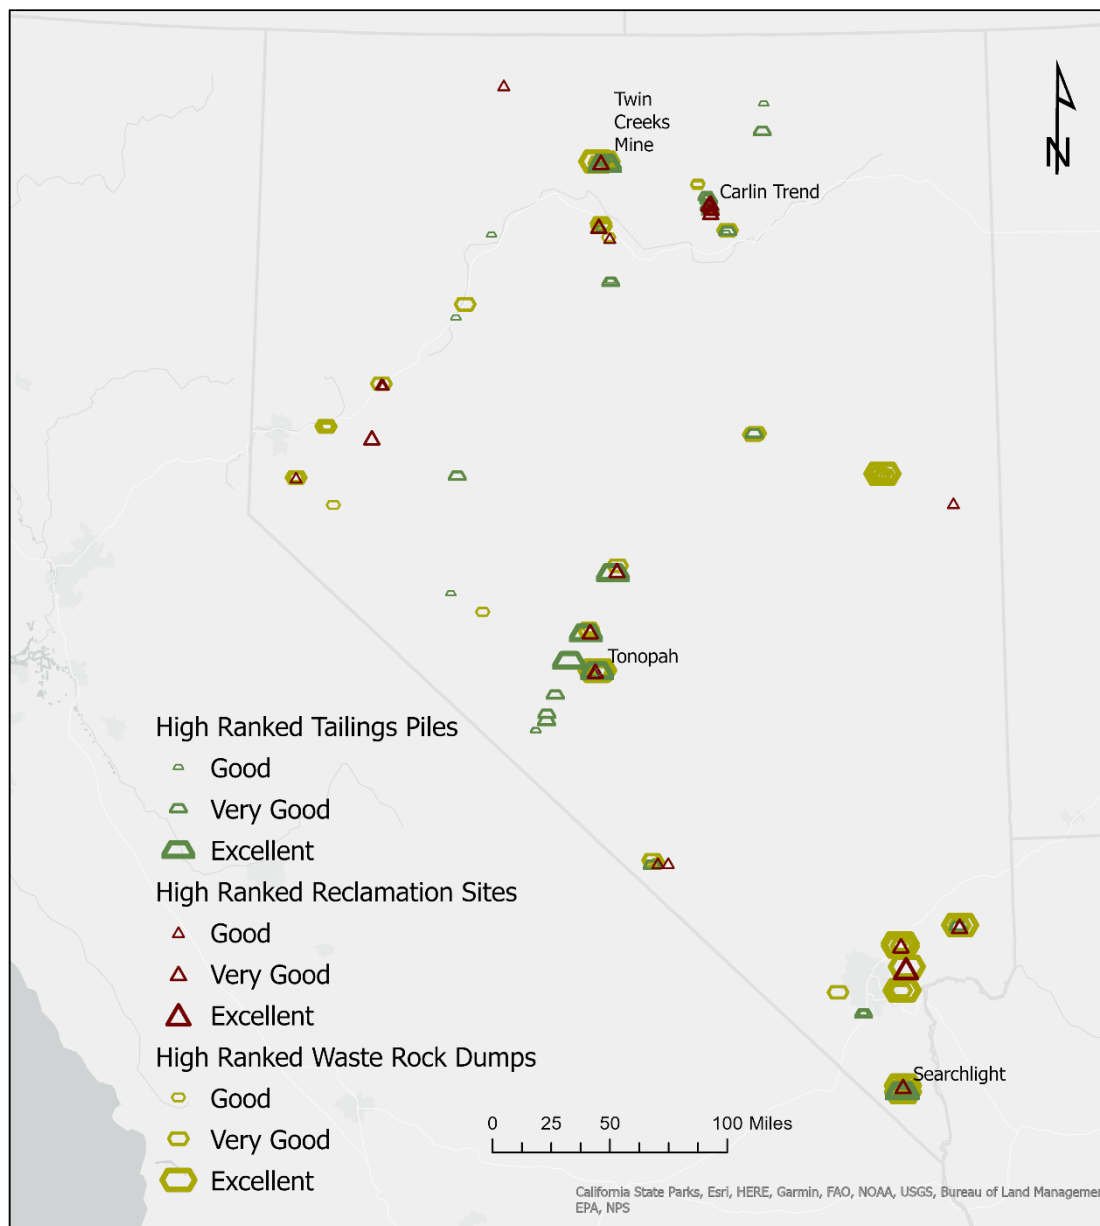 Twin
Creeks
Mine
N
Carlin Trend
Tonopah
High Ranked Tailings Piles
Good
Very Good
Excellent
High Ranked Reclamation Sites
Good
Very Good
Excellent
High Ranked Waste Rock Dumps
Good
Very Good
Excellent
Searchlight
0 25 50 100 Miles
California State Parks, Esri, HERE, Garmin, FAO, NOAA, USGS, Bureau of Land Managemen
EPA, NPS